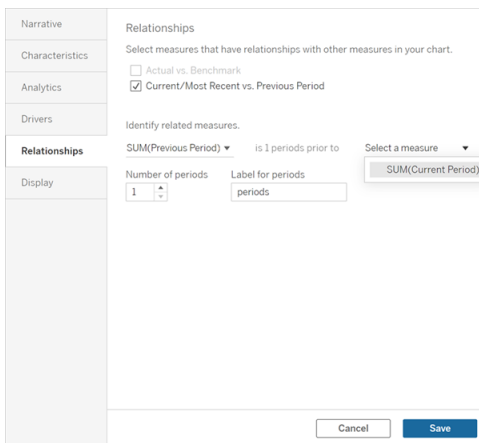 Narrative
Characteristics
Analytics
Drivers
Relationships
Display
Relationships
Select measures that have relationships with other measures in your chart.
Actual vs. Benchmark
Current/Most Recent vs. Previous Period
Identify related measures.
SUM(Previous Period) is 1 periods prior to Select a measure
SUM(Current Period)
Number of periods Label for periods
1 periods
Cancel Save